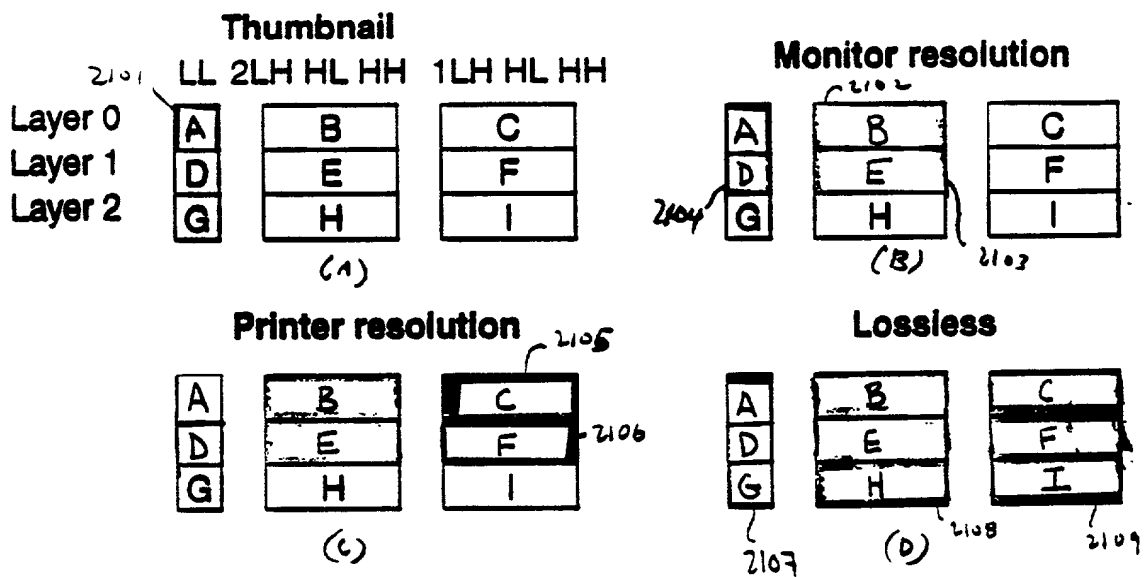 Thumbnail
2101 LL 2LH HL HH 1LH HL HH
Layer 0 A B C
Layer 1 D E F
Layer 2 G H I
(A)
Monitor resolution
2102
A B C
D E F
2104 G H I
(B) 2103
Printer resolution
2105
A B C
D E F 2106
G H I
(C)
Lossless
A B C
D E F
G H I
2107 (D) 2108 2109